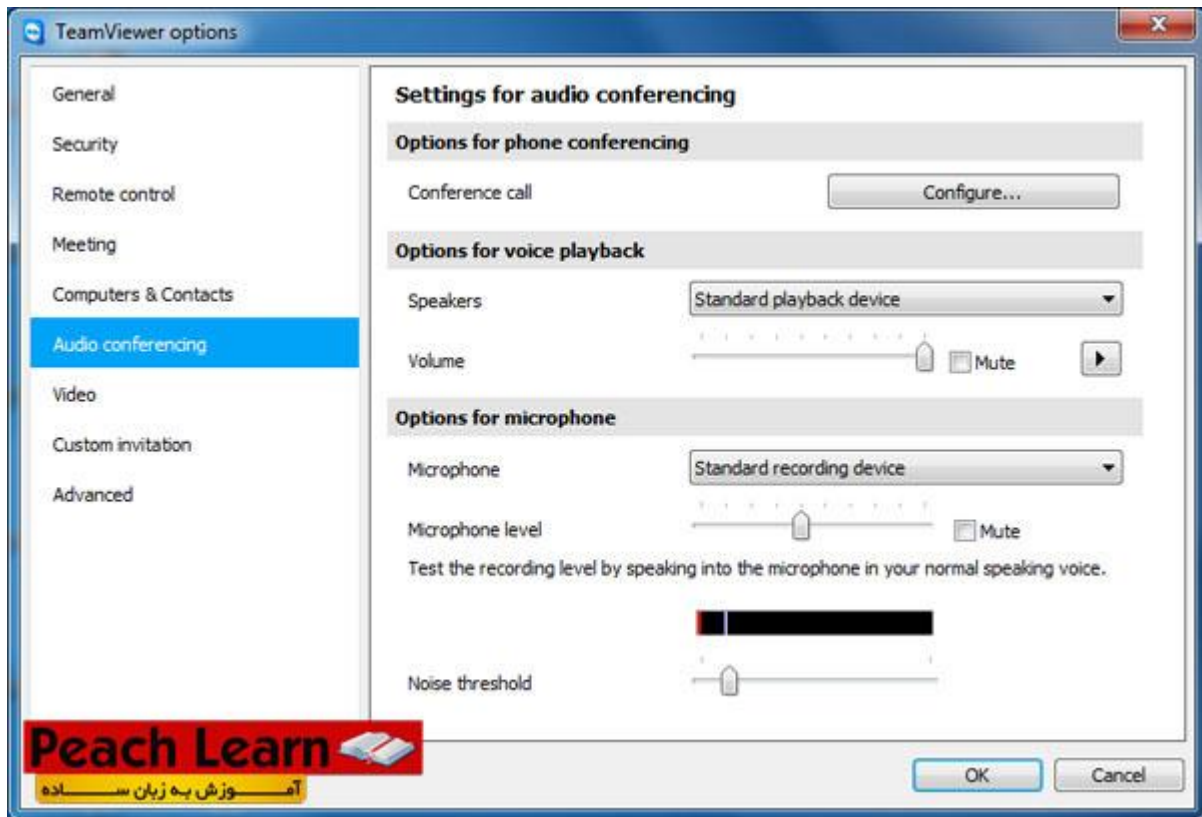 TeamViewer options
General
Security
Remote control
Meeting
Computers & Contacts
Audio conferencing
Video
Custom invitation
Advanced
Settings for audio conferencing
Options for phone conferencing
Conference call Configure...
Options for voice playback
Speakers Standard playback device
Volume Mute
Options for microphone
Microphone Standard recording device
Microphone level Mute
Test the recording level by speaking into the microphone in your normal speaking voice.
Noise threshold
Peach Learn
آمـــــوزش به زبان ســـــاده
OK Cancel